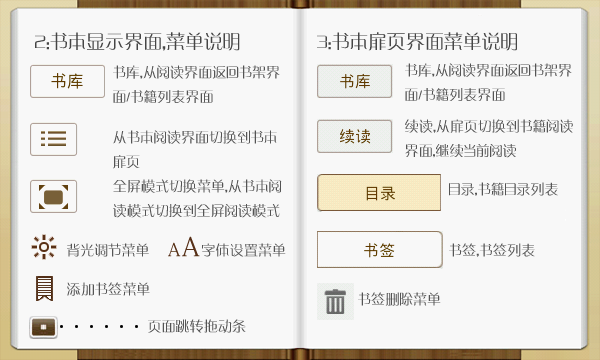 2:书本显示界面,菜单说明
书库
书库,从阅读界面返回书架界
面/书籍列表界面
从书本阅读界面切换到书本
扉页
全屏模式切换菜单,从书本阅
读模式切换到全屏阅读模式
背光调节菜单
AA字体设置菜单
添加书签菜单
页面跳转拖动条
3:书本扉页界面菜单说明
书库
书库,从阅读界面返回书架界
面/书籍列表界面
续读
续读,从扉页切换到书籍阅读
界面,继续当前阅读
目录
目录,书籍目录列表
书签
书签,书签列表
书签删除菜单